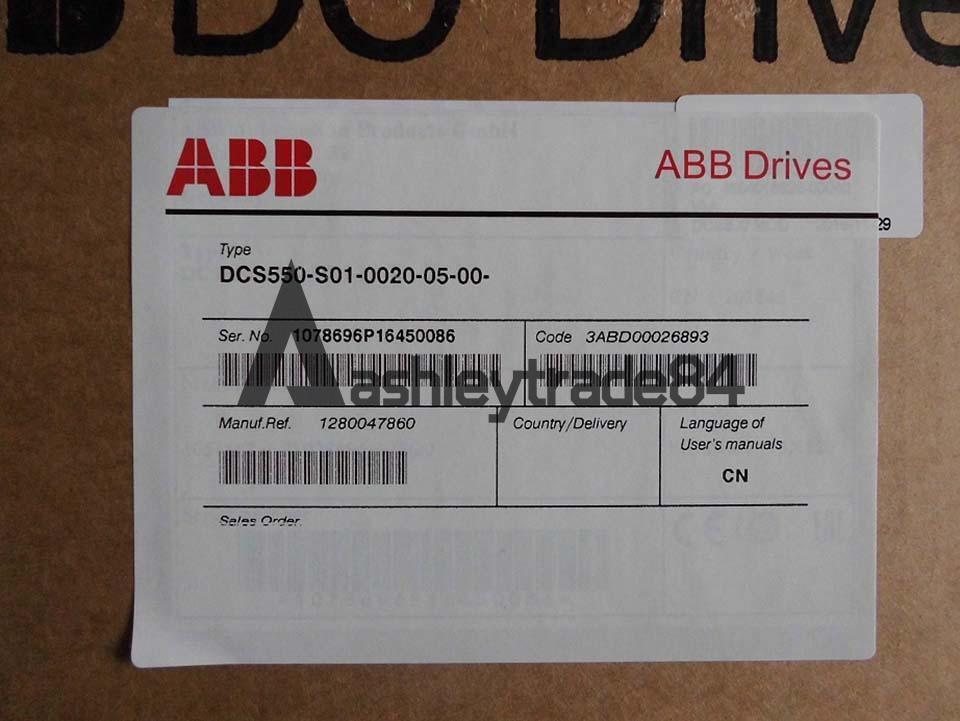 DC Drive
ABB
ABB Drives
29
Type
DCS550-S01-0020-05-00-
Ser. No. 1078696P16450086
Code 3ABD00026893
ashleytrade84
Manuf.Ref. 1280047860
Country/Delivery
Language of
User's manuals
CN
Sales Order.